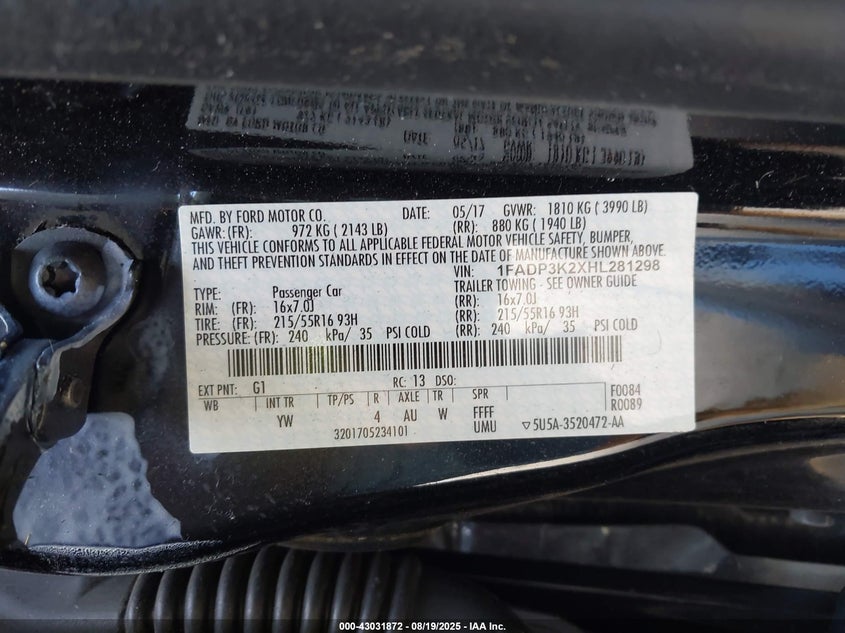 MFD. BY FORD MOTOR CO. DATE: 05/17 GVWR: 1810 KG ( 3990 LB)
GAWR:(FR): 972 KG ( 2143 LB) (RR): 880 KG ( 1940 LB)
THIS VEHICLE CONFORMS TO ALL APPLICABLE FEDERAL MOTOR VEHICLE SAFETY, BUMPER,
AND THEFT PREVENTION STANDARDS IN EFFECT ON THE DATE OF MANUFACTURE SHOWN ABOVE.
VIN: 1FADP3K2XHL281298
TYPE: Passenger Car TRAILER TOWING - SEE OWNER GUIDE
RIM: (FR): 16x7.0J (RR): 16x7.0J
TIRE: (FR): 215/55R16 93H (RR): 215/55R16 93H
PRESSURE: (FR): 240 kPa/ 35 PSI COLD (RR): 240 kPa/ 35 PSI COLD
EXT PNT: G1 RC: 13 DSO:
WB INT TR TP/PS R AXLE TR SPR F0084
YW 4 AU W FFFF R0089
3201705234101 UMU ▽5U5A-3520472-AA
000-43031872 - 08/19/2025 - IAA Inc.